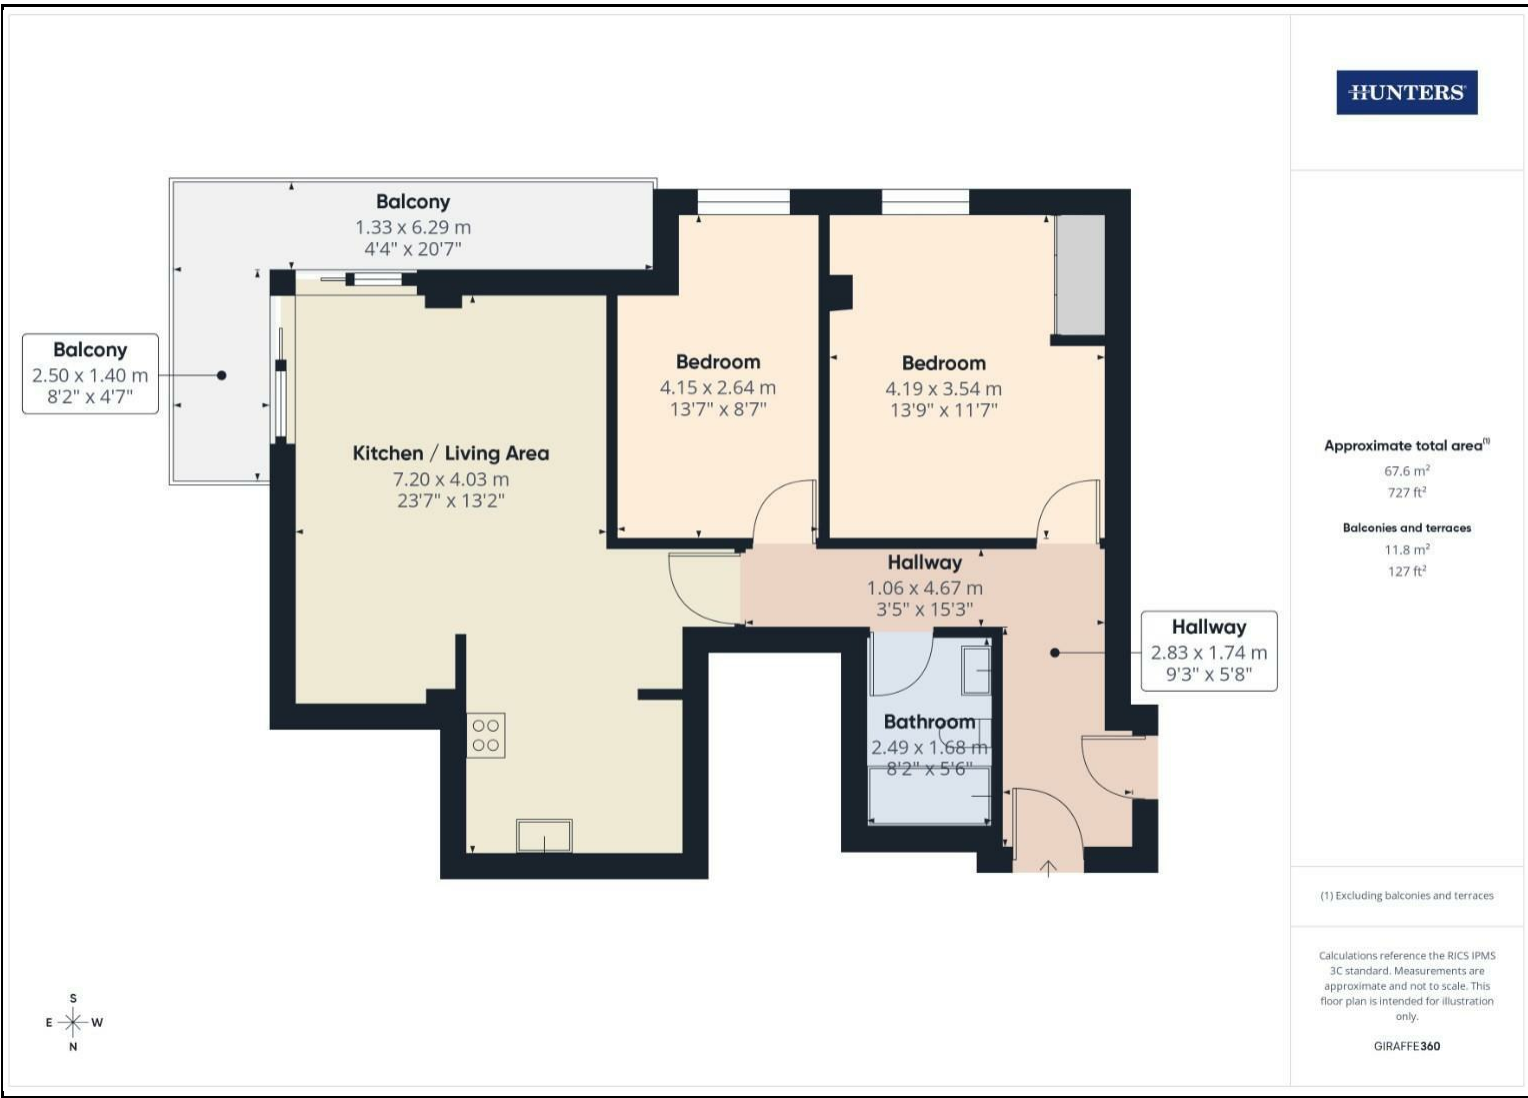 HUNTERS
Balcony
1.33 x 6.29 m
4'4" x 20'7"
Balcony
2.50 x 1.40 m
8'2" x 4'7"
Bedroom
4.15 x 2.64 m
13'7" x 8'7"
Bedroom
4.19 x 3.54 m
13'9" x 11'7"
Kitchen / Living Area
7.20 x 4.03 m
23'7" x 13'2"
Hallway
1.06 x 4.67 m
3'5" x 15'3"
Hallway
2.83 x 1.74 m
9'3" x 5'8"
Bathroom
2.49 x 1.68 m
8'2" x 5'6"
Approximate total area(1)
67.6 m²
727 ft²
Balconies and terraces
11.8 m²
127 ft²
(1) Excluding balconies and terraces
Calculations reference the RICS IPMS
3C standard. Measurements are
approximate and not to scale. This
floor plan is intended for illustration
only.
GIRAFFE360
S
E W
N